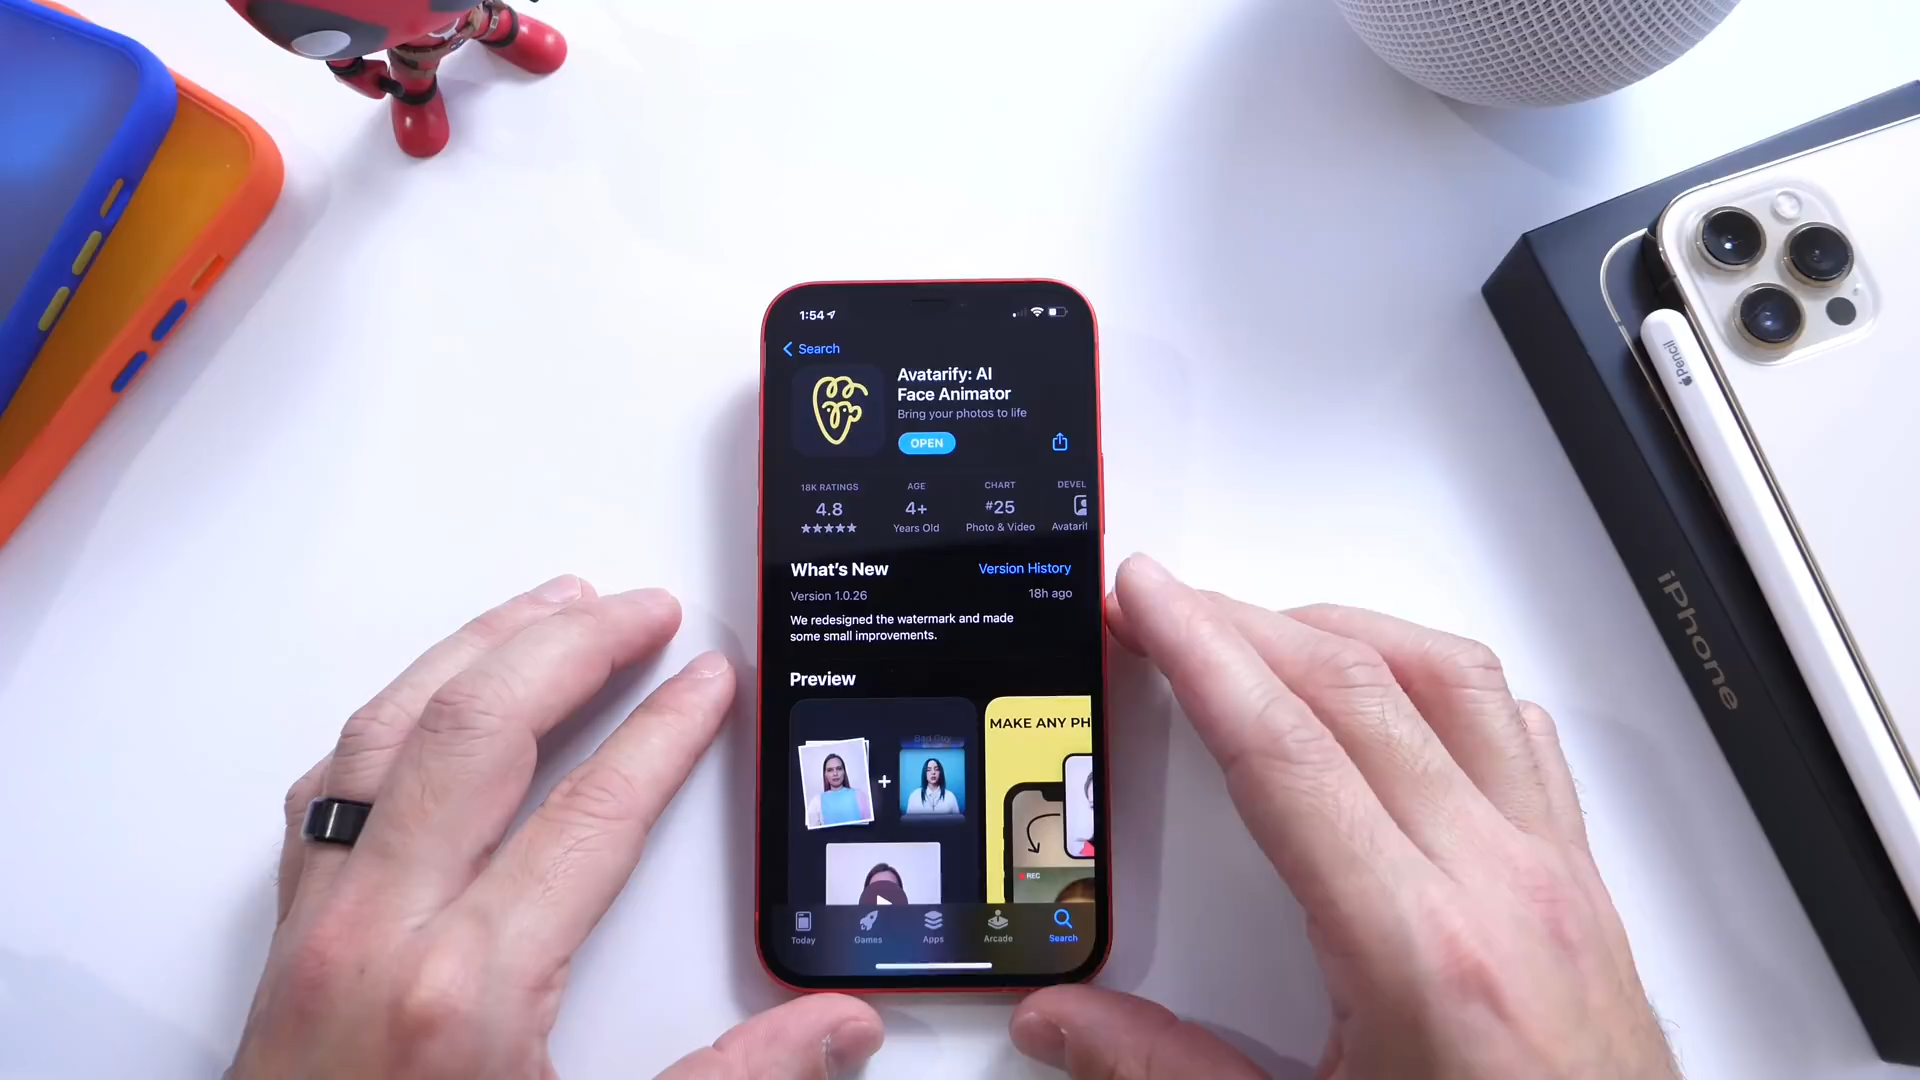 1:54
Search
Avatarify: AI
Face Animator
Bring your photos to life
OPEN
18K RATINGS
4.8
AGE
4+
Years Old
CHART
#25
Photo & Video
DEVEL
Avatarif
What's New
Version History
Version 1.0.26
18h ago
We redesigned the watermark and made
some small improvements.
Preview
Bad Guy
MAKE ANY PH
REC
Today
Games
Apps
Arcade
Search
Pencil
iPhone